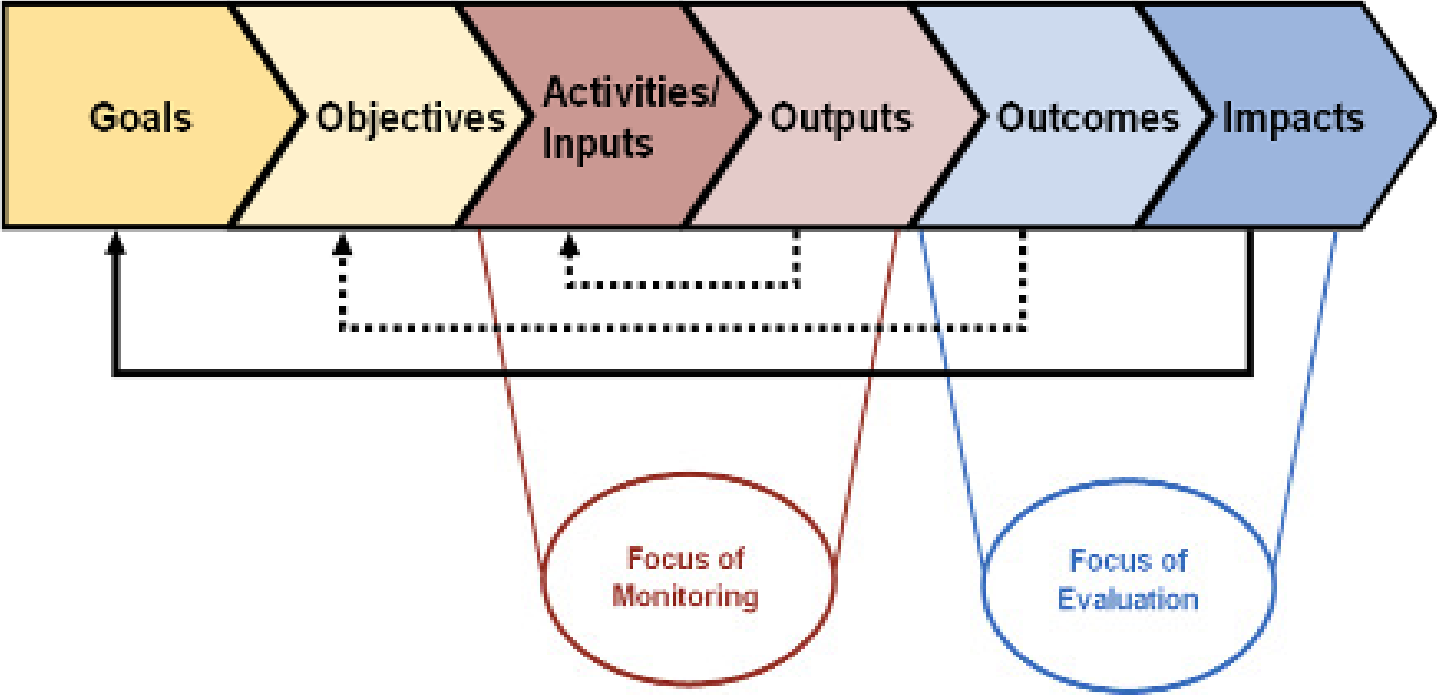 Goals
Objectives
Activities/
Inputs
Outputs
Outcomes
Impacts
Focus of
Monitoring
Focus of
Evaluation